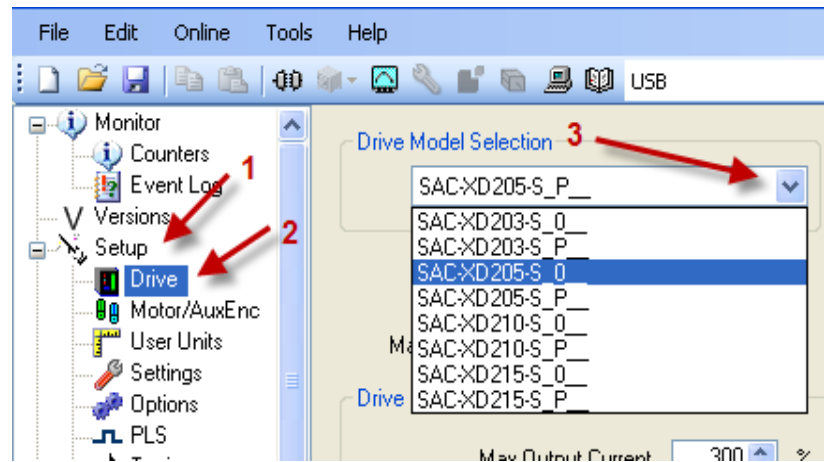 File Edit Online Tools Help
USB
Monitor
Counters
Event Log
1
Versions
Setup
2
Drive
Motor/AuxEnc
User Units
Settings
Options
PLS
Drive Model Selection
3
SAC-XD205-S_P__
SAC-XD203-S_0__
SAC-XD203-S_P__
SAC-XD205-S_0__
SAC-XD205-S_P__
SAC-XD210-S_0__
SAC-XD210-S_P__
SAC-XD215-S_0__
SAC-XD215-S_P__
Drive
Max Output Current 300 %